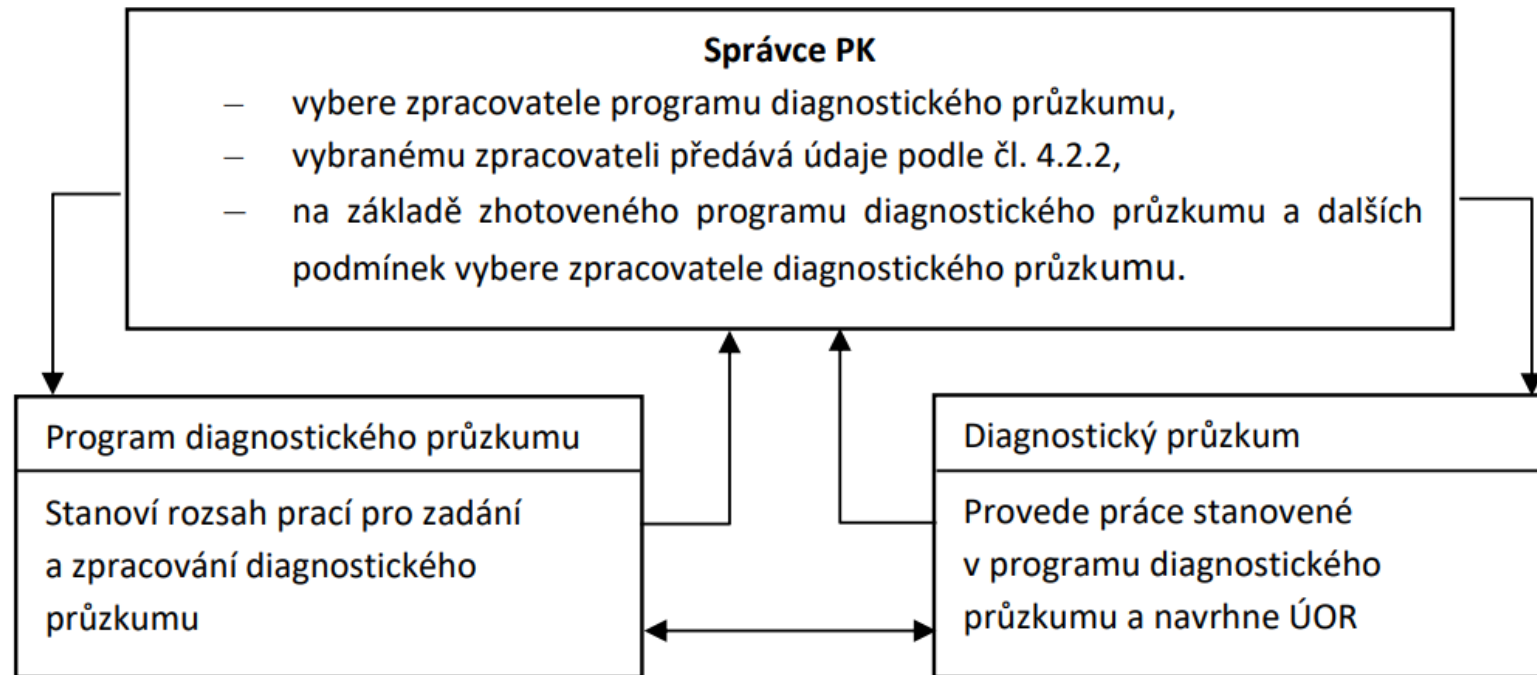 Správce PK
– vybere zpracovatele programu diagnostického průzkumu,
– vybranému zpracovateli předává údaje podle čl. 4.2.2,
– na základě zhotoveného programu diagnostického průzkumu a dalších
podmínek vybere zpracovatele diagnostického průzkumu.
Program diagnostického průzkumu
Stanoví rozsah prací pro zadání
a zpracování diagnostického
průzkumu
Diagnostický průzkum
Provede práce stanovené
v programu diagnostického
průzkumu a navrhne ÚOR